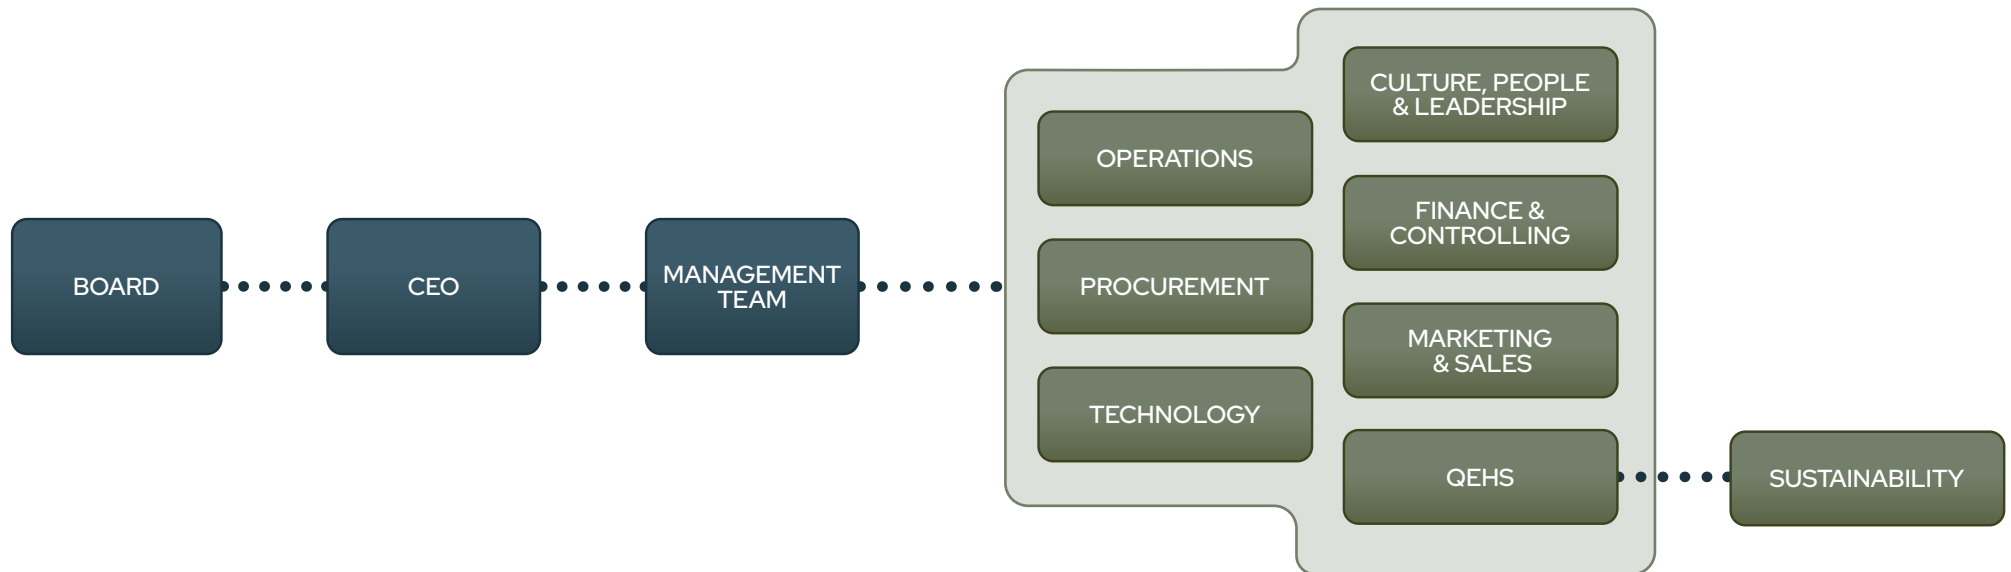 BOARD
CEO
MANAGEMENT
TEAM
OPERATIONS
PROCUREMENT
TECHNOLOGY
CULTURE, PEOPLE
& LEADERSHIP
FINANCE &
CONTROLLING
MARKETING
& SALES
QEHS
SUSTAINABILITY